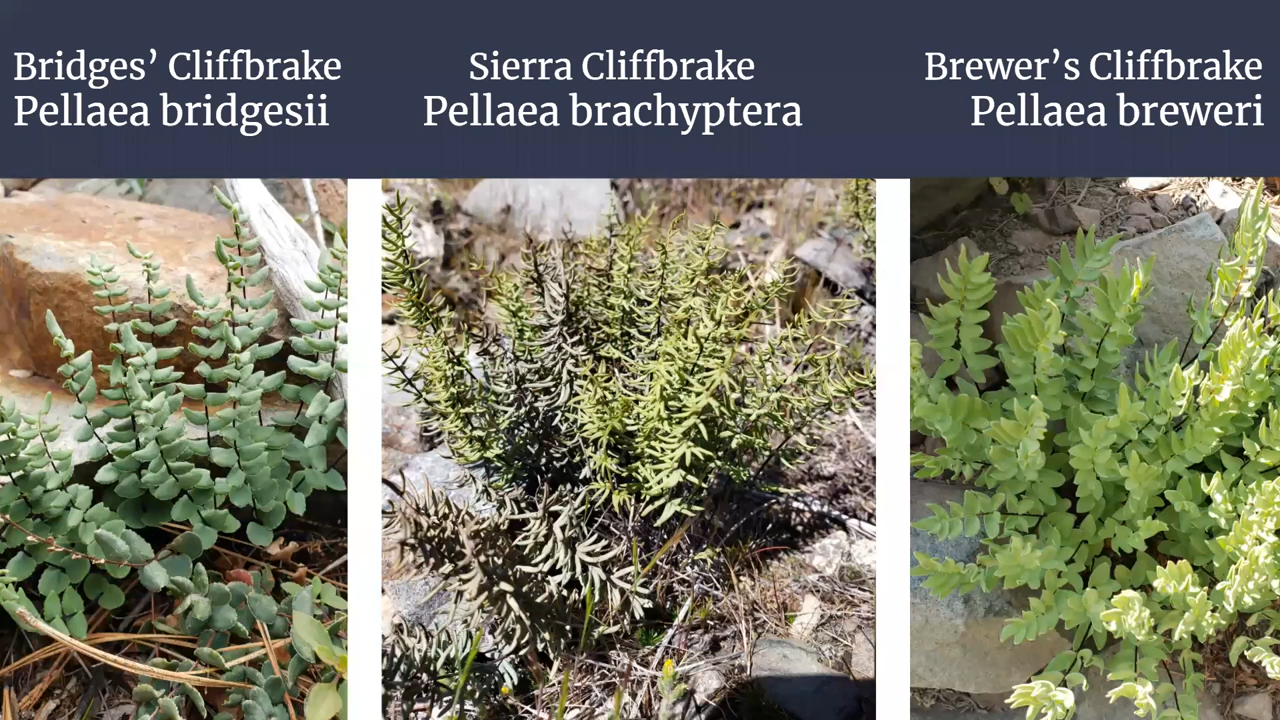 Bridges’ Cliffbrake
Pellaea bridgesii
Sierra Cliffbrake
Pellaea brachyptera
Brewer’s Cliffbrake
Pellaea breweri